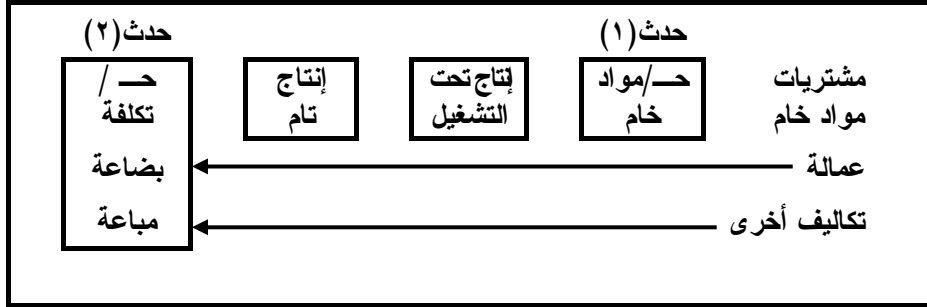 حدث(١) حدث(٢)
مشتريات حـــ/مواد إنتاج تحت إنتاج حـــ /
مواد خام خام التشغيل تام تكلفة
عمالة بضاعة
تكاليف أخرى مباعة